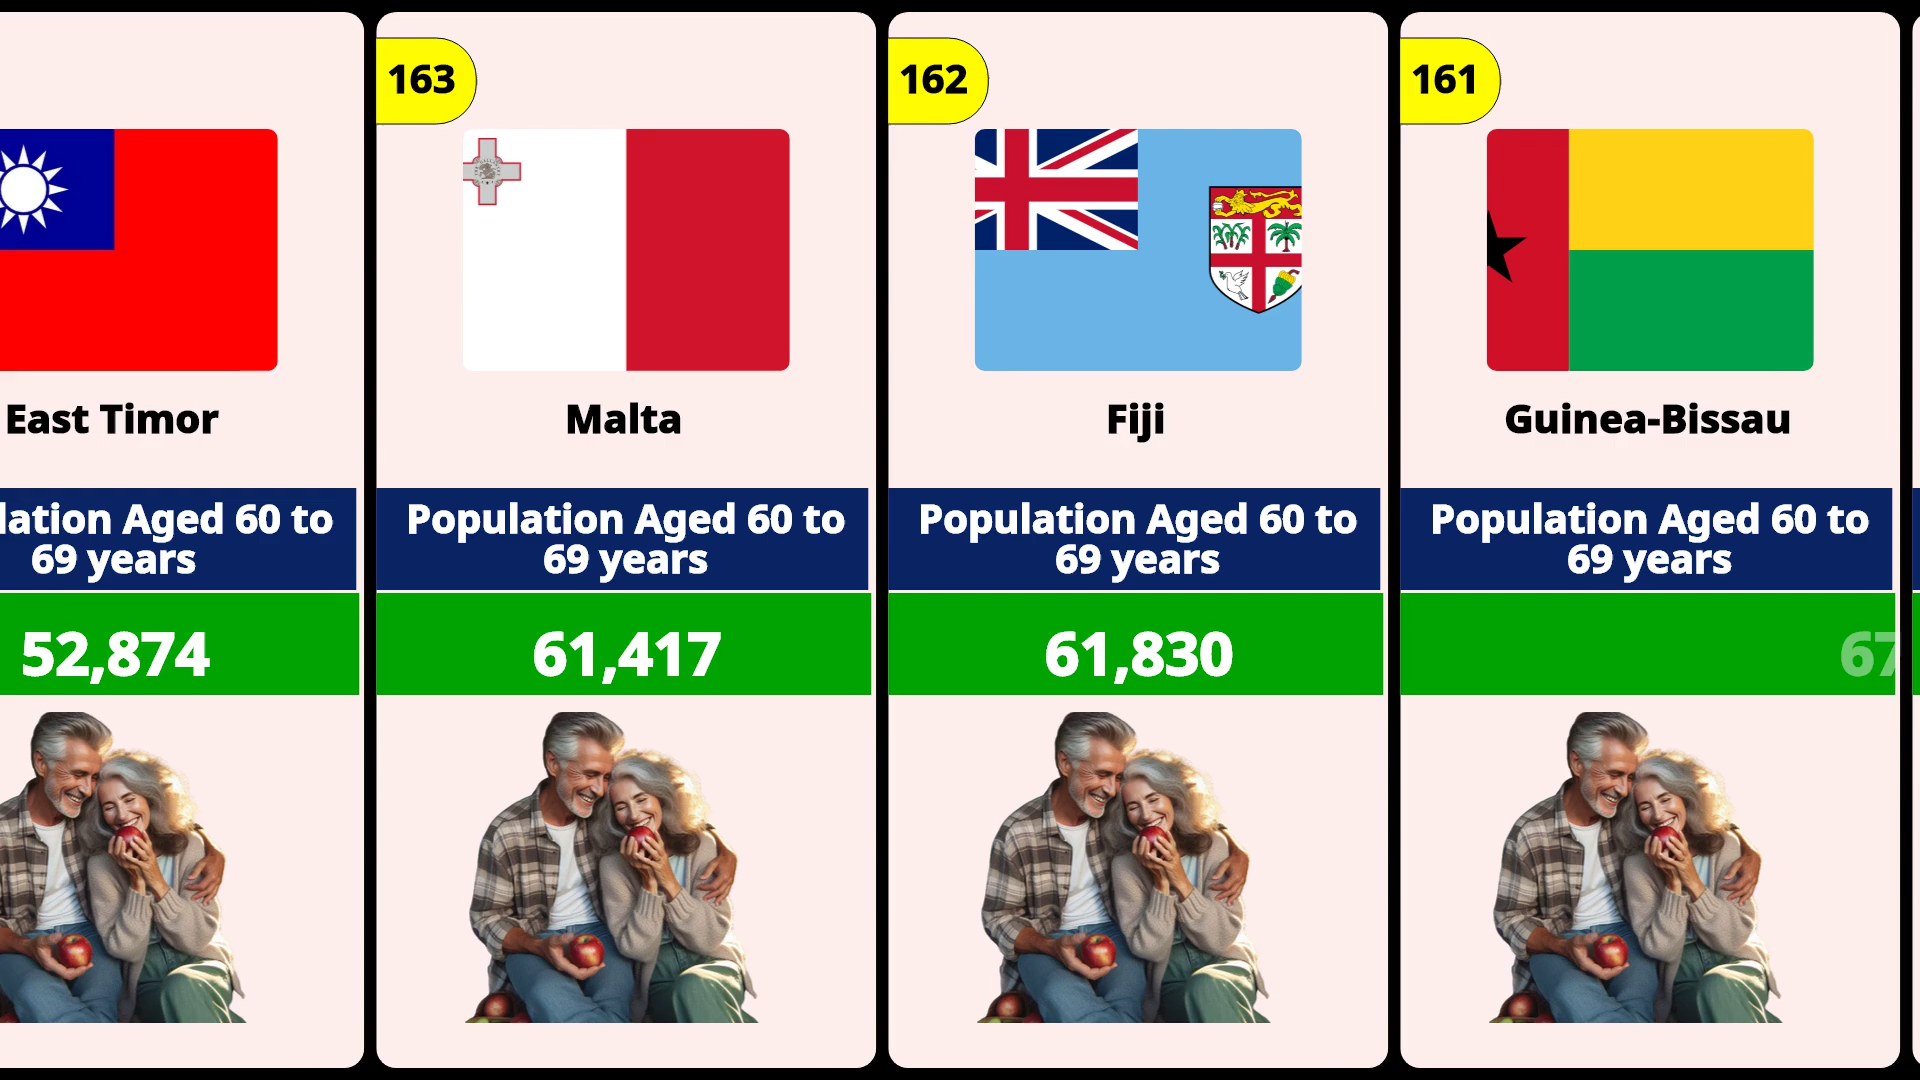 East Timor
lation Aged 60 to
69 years
52,874
163
Malta
Population Aged 60 to
69 years
61,417
162
Fiji
Population Aged 60 to
69 years
61,830
161
Guinea-Bissau
Population Aged 60 to
69 years
67